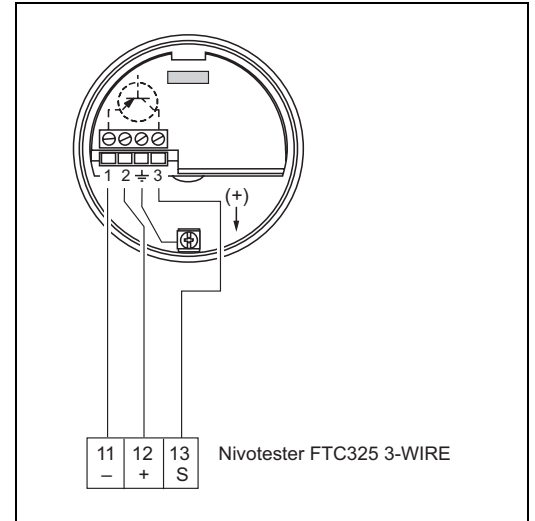 1 2 ⏚ 3
(+)
11 12 13
– + S
Nivotester FTC325 3-WIRE